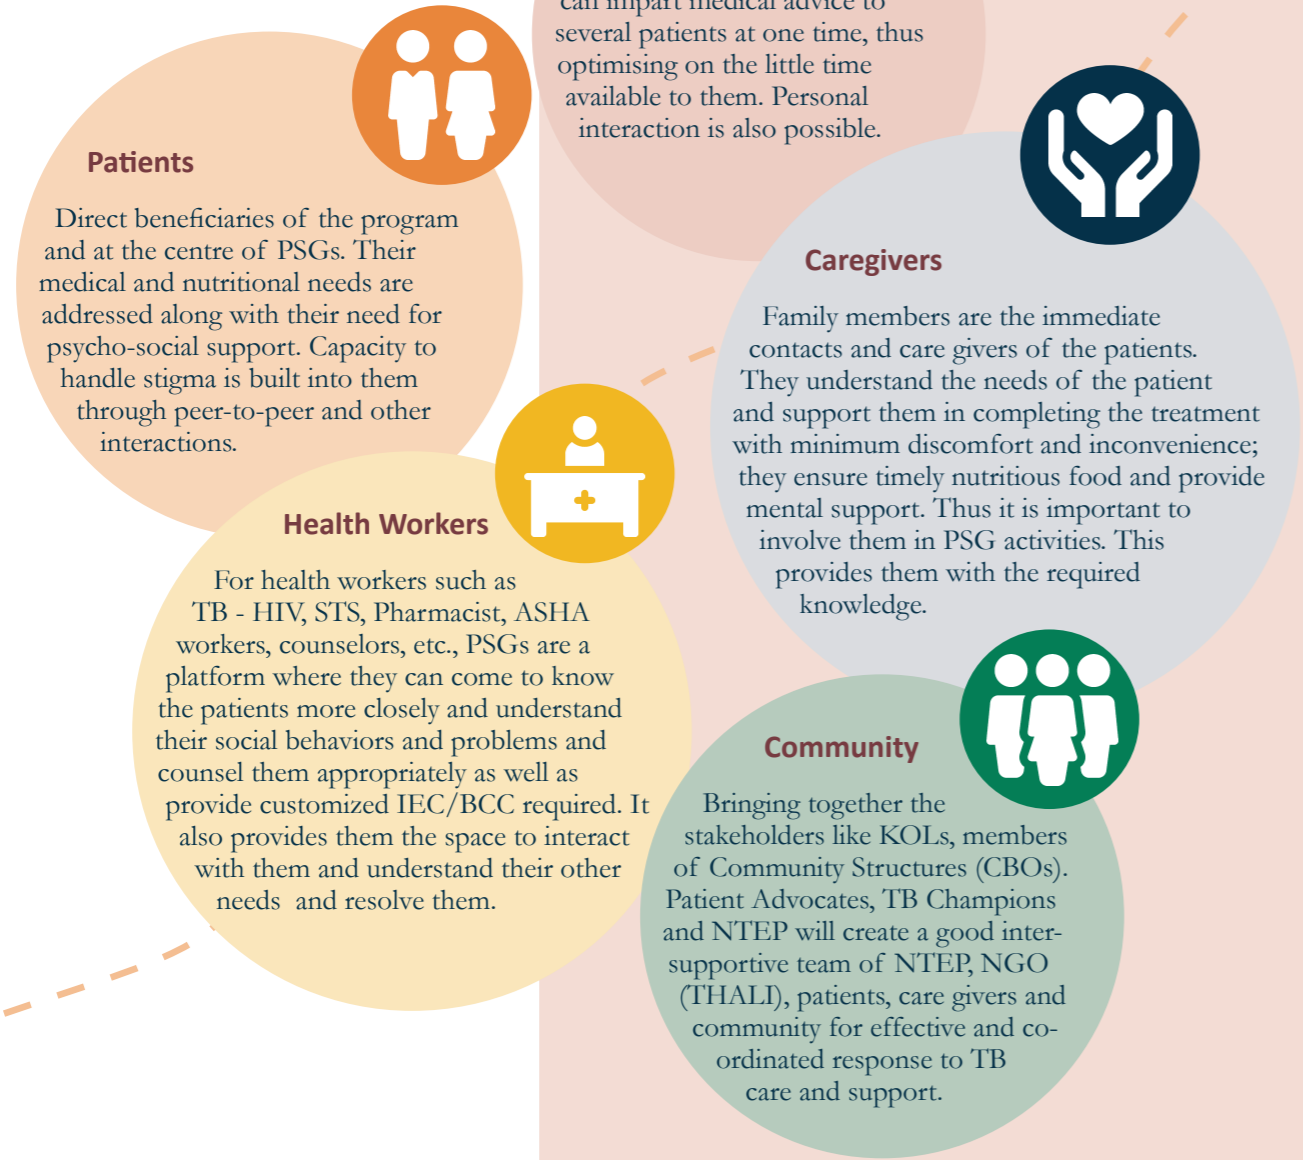 can impart medical advice to
several patients at one time, thus
optimising on the little time
available to them. Personal
interaction is also possible.
Patients
Direct beneficiaries of the program
and at the centre of PSGs. Their
medical and nutritional needs are
addressed along with their need for
psycho-social support. Capacity to
handle stigma is built into them
through peer-to-peer and other
interactions.
Caregivers
Family members are the immediate
contacts and care givers of the patients.
They understand the needs of the patient
and support them in completing the treatment
with minimum discomfort and inconvenience;
they ensure timely nutritious food and provide
mental support. Thus it is important to
involve them in PSG activities. This
provides them with the required
knowledge.
Health Workers
For health workers such as
TB - HIV, STS, Pharmacist, ASHA
workers, counselors, etc., PSGs are a
platform where they can come to know
the patients more closely and understand
their social behaviors and problems and
counsel them appropriately as well as
provide customized IEC/BCC required. It
also provides them the space to interact
with them and understand their other
needs and resolve them.
Community
Bringing together the
stakeholders like KOLs, members
of Community Structures (CBOs).
Patient Advocates, TB Champions
and NTEP will create a good inter-
supportive team of NTEP, NGO
(THALI), patients, care givers and
community for effective and co-
ordinated response to TB
care and support.